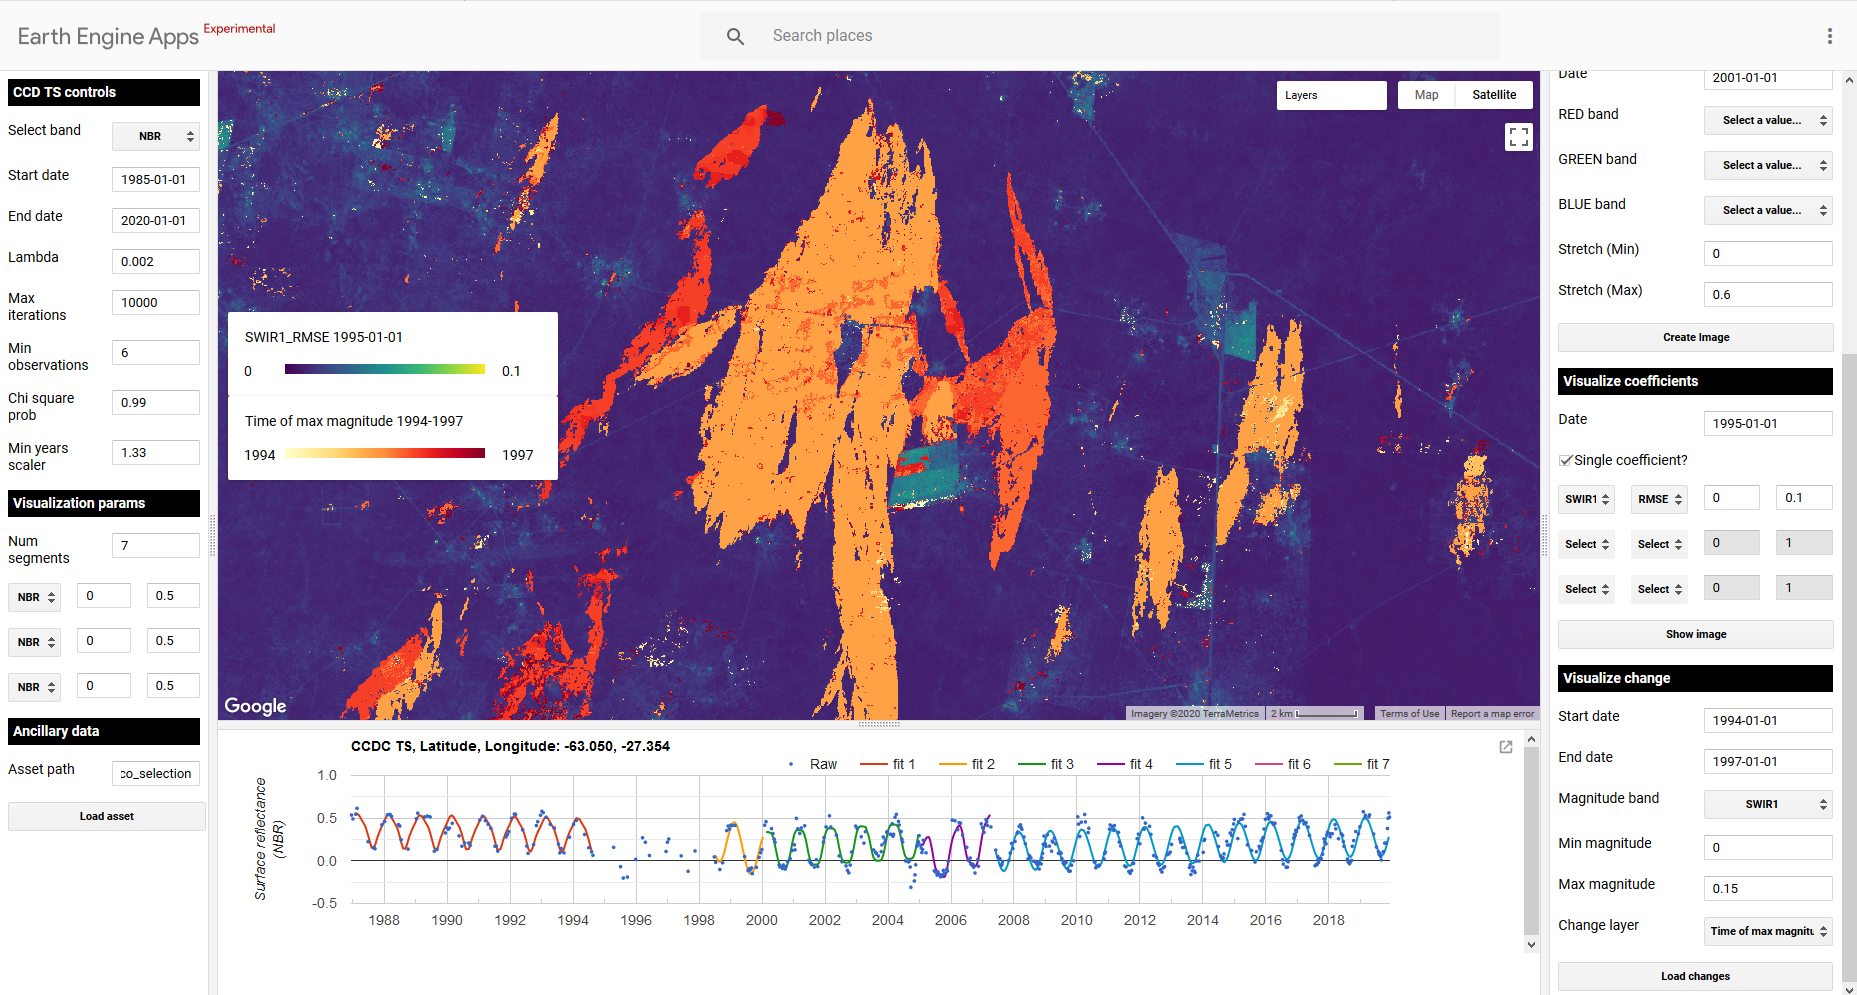 Earth Engine Apps Experimental
Search places
CCD TS controls
Select band
NBR
Start date
1985-01-01
End date
2020-01-01
Lambda
0.002
Max
iterations
10000
Min
observations
6
Chi square
prob
0.99
Min years
scaler
1.33
Visualization params
Num
segments
7
NBR 0 0.5
NBR 0 0.5
NBR 0 0.5
Ancillary data
Asset path
co_selection
Load asset
Layers
Map Satellite
SWIR1_RMSE 1995-01-01
0 0.1
Time of max magnitude 1994-1997
1994 1997
Google
Imagery ©2020 TerraMetrics 2 km Terms of Use Report a map error
CCDC TS, Latitude, Longitude: -63.050, -27.354
Raw fit 1 fit 2 fit 3 fit 4 fit 5 fit 6 fit 7
Surface reflectance
(NBR)
1.0
0.5
0.0
-0.5
1988 1990 1992 1994 1996 1998 2000 2002 2004 2006 2008 2010 2012 2014 2016 2018
Date
2001-01-01
RED band
Select a value...
GREEN band
Select a value...
BLUE band
Select a value...
Stretch (Min)
0
Stretch (Max)
0.6
Create Image
Visualize coefficients
Date
1995-01-01
Single coefficient?
SWIR1 RMSE 0 0.1
Select Select 0 1
Select Select 0 1
Show image
Visualize change
Start date
1994-01-01
End date
1997-01-01
Magnitude band
SWIR1
Min magnitude
0
Max magnitude
0.15
Change layer
Time of max magnitu
Load changes